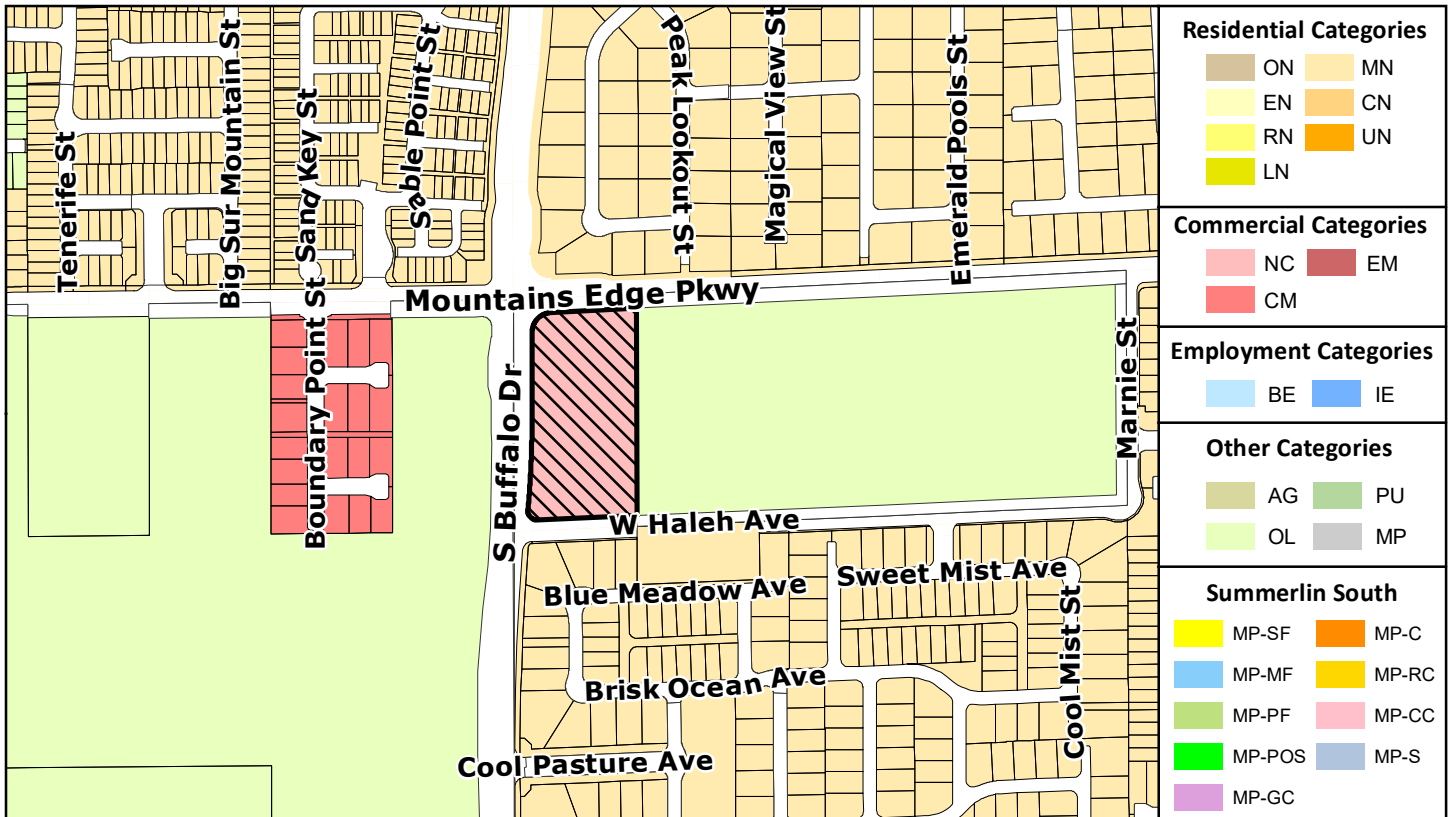 Tenerife St
Big Sur Mountain St
Sand Key St
Sable Point St
Peak Lookout St
Magical View St
Emerald Pools St
Mountains Edge Pkwy
Boundary Point St
S Buffalo Dr
Marnie St
W Haleh Ave
Blue Meadow Ave
Sweet Mist Ave
Brisk Ocean Ave
Cool Mist St
Cool Pasture Ave
Residential Categories
ON MN
EN CN
RN UN
LN
Commercial Categories
NC EM
CM
Employment Categories
BE IE
Other Categories
AG PU
OL MP
Summerlin South
MP-SF MP-C
MP-MF MP-RC
MP-PF MP-CC
MP-POS MP-S
MP-GC